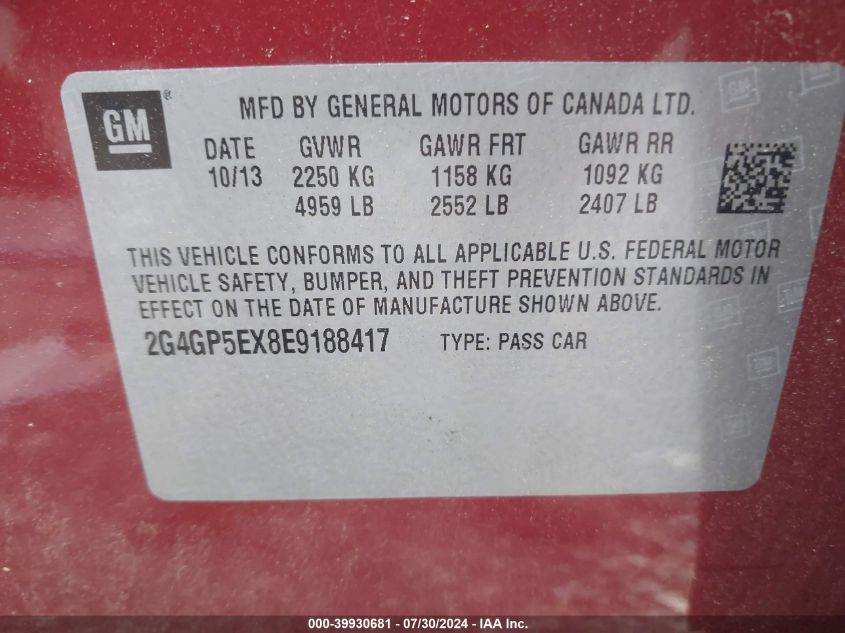 GM®
MFD BY GENERAL MOTORS OF CANADA LTD.
DATE GVWR GAWR FRT GAWR RR
10/13 2250 KG 1158 KG 1092 KG
4959 LB 2552 LB 2407 LB
THIS VEHICLE CONFORMS TO ALL APPLICABLE U.S. FEDERAL MOTOR
VEHICLE SAFETY, BUMPER, AND THEFT PREVENTION STANDARDS IN
EFFECT ON THE DATE OF MANUFACTURE SHOWN ABOVE.
2G4GP5EX8E9188417 TYPE: PASS CAR
000-39930681 / 07/30/2024 - IAA Inc.